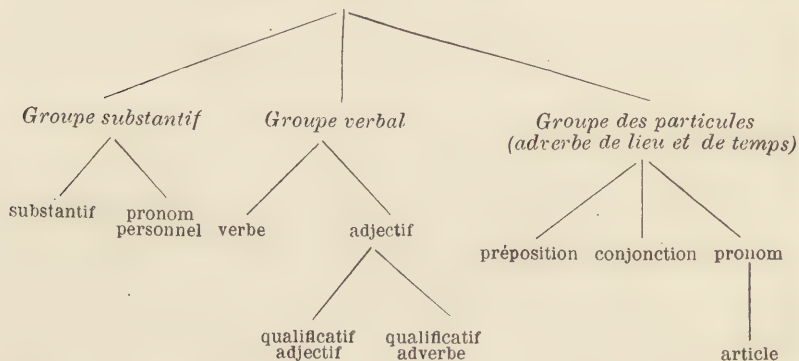 Groupe substantif
Groupe verbal
Groupe des particules
(adverbe de lieu et de temps)
substantif
pronom
personnel
verbe
adjectif
préposition
conjonction
pronom
qualificatif
adjectif
qualificatif
adverbe
article